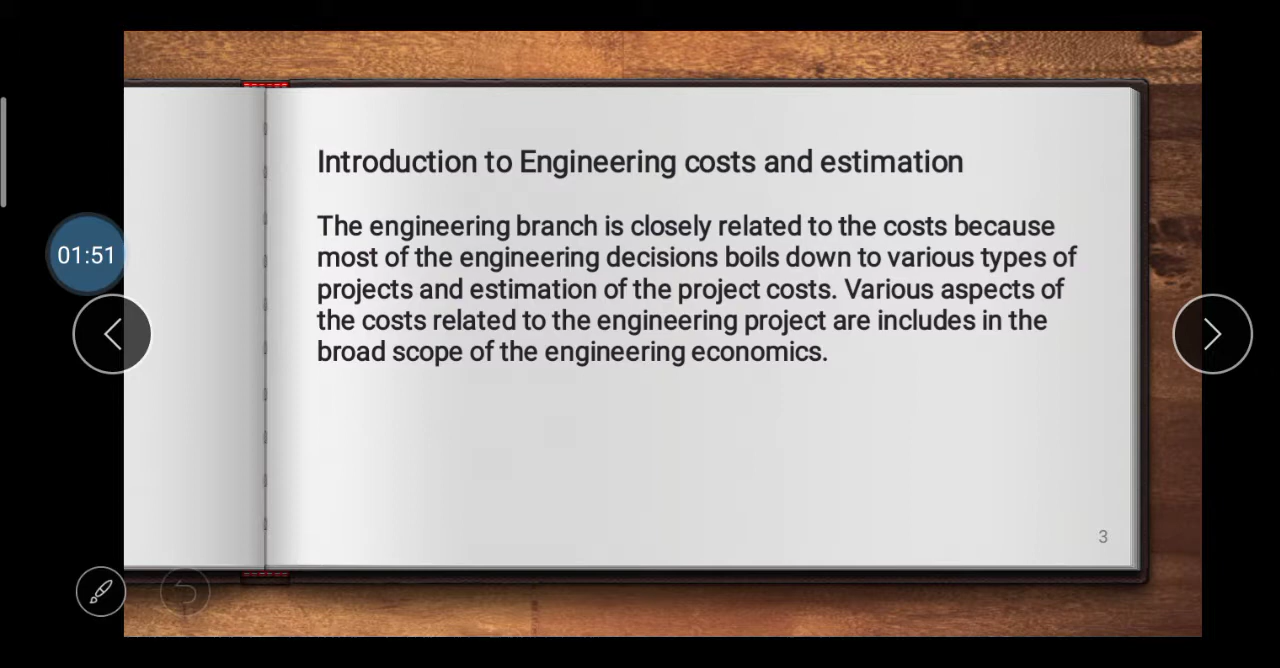 Introduction to Engineering costs and estimation
The engineering branch is closely related to the costs because
most of the engineering decisions boils down to various types of
projects and estimation of the project costs. Various aspects of
the costs related to the engineering project are includes in the
broad scope of the engineering economics.
01:51
3